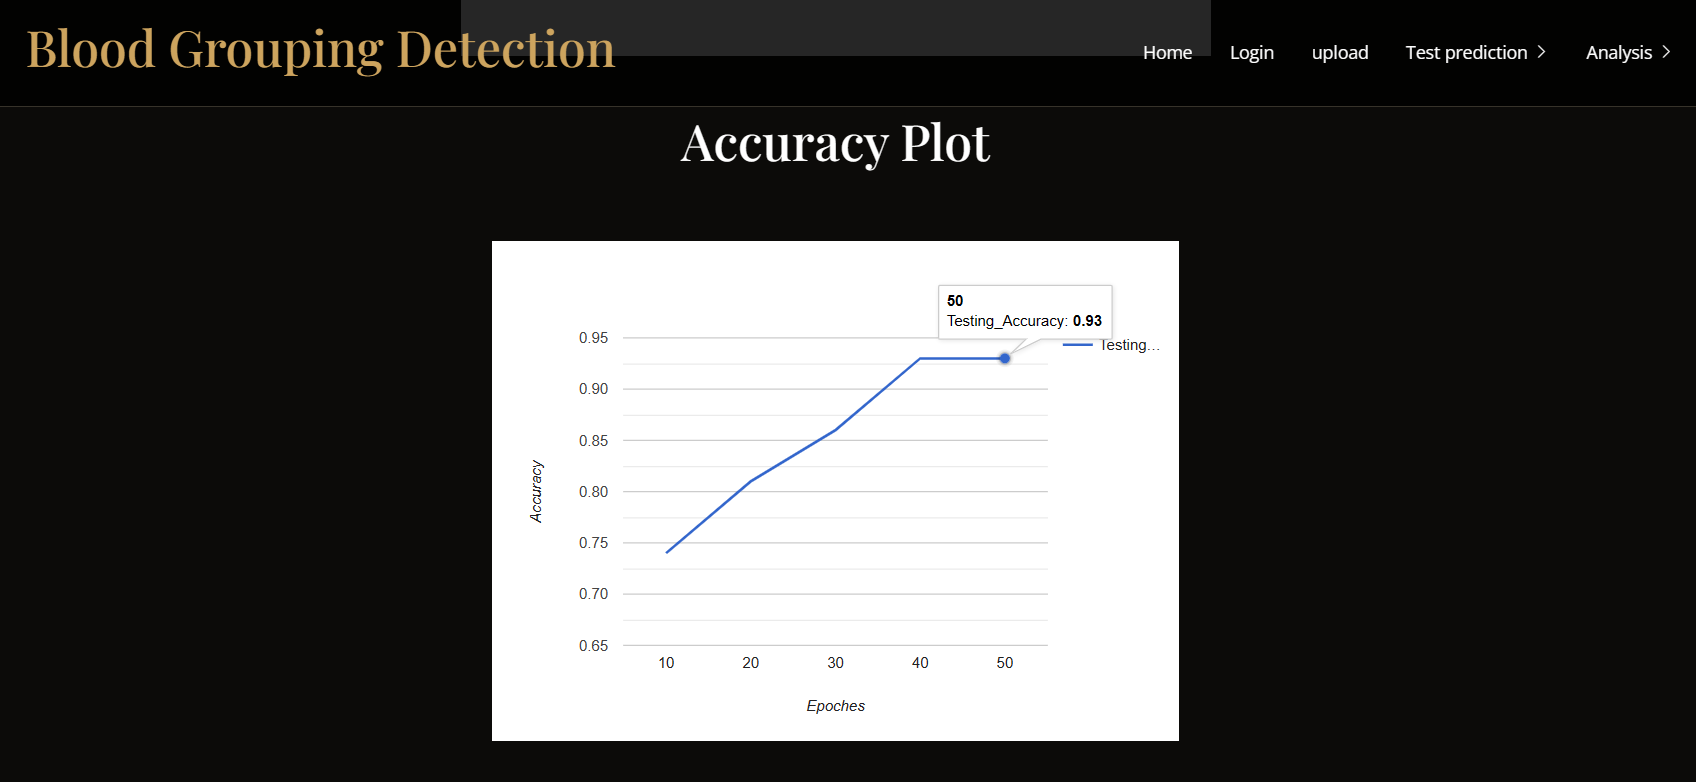 Blood Grouping Detection
Home Login upload Test prediction Analysis
Accuracy Plot
50
Testing_Accuracy: 0.93
Testing...
0.95
0.90
0.85
0.80
0.75
0.70
0.65
Accuracy
10 20 30 40 50
Epoches